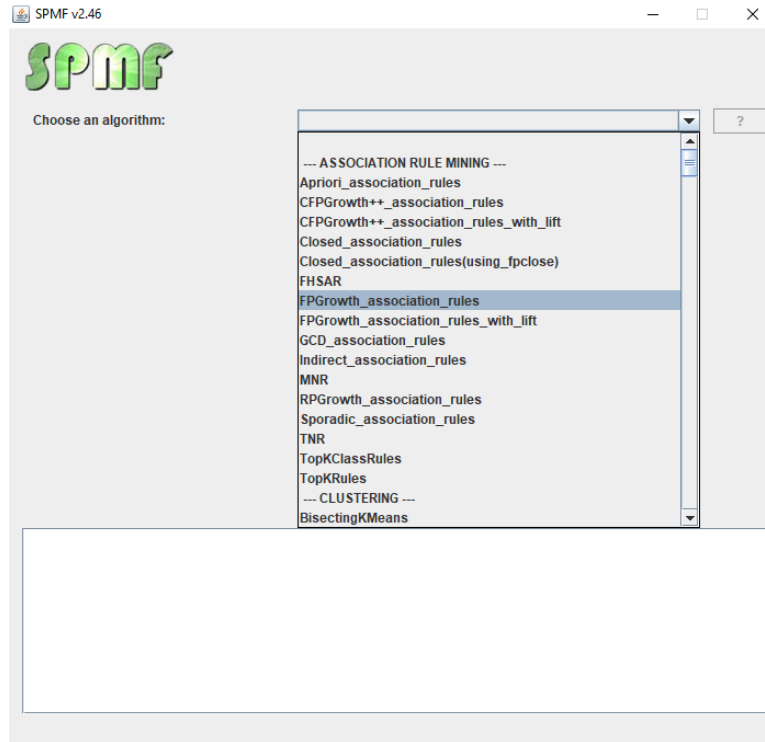 SPMF v2.46
SPMF
Choose an algorithm:
?
--- ASSOCIATION RULE MINING ---
Apriori_association_rules
CFPGrowth++_association_rules
CFPGrowth++_association_rules_with_lift
Closed_association_rules
Closed_association_rules(using_fpclose)
FHSAR
FPGrowth_association_rules
FPGrowth_association_rules_with_lift
GCD_association_rules
Indirect_association_rules
MNR
RPGrowth_association_rules
Sporadic_association_rules
TNR
TopKClassRules
TopKRules
--- CLUSTERING ---
BisectingKMeans